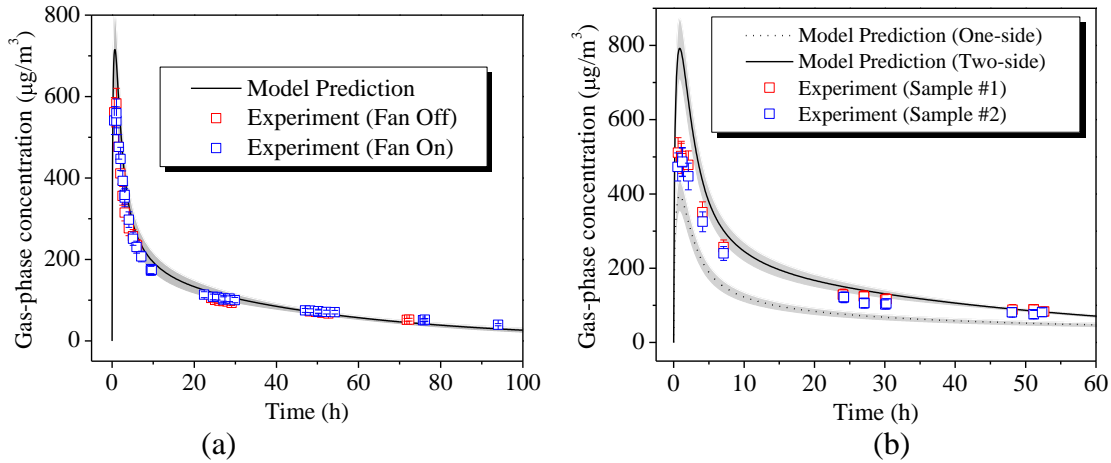 800
600
400
200
0
Gas-phase concentration (μg/m³)
Model Prediction
Experiment (Fan Off)
Experiment (Fan On)
0 20 40 60 80 100
Time (h)
(a)
800
600
400
200
0
Gas-phase concentration (μg/m³)
Model Prediction (One-side)
Model Prediction (Two-side)
Experiment (Sample #1)
Experiment (Sample #2)
0 10 20 30 40 50 60
Time (h)
(b)